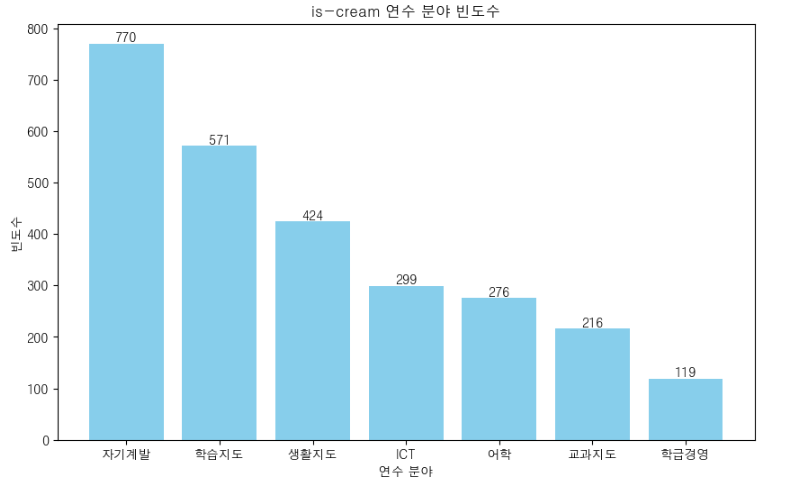 is-cream 연수 분야 빈도수
800
700
600
500
400
300
200
100
0
빈도수
770
571
424
299
276
216
119
자기계발
학습지도
생활지도
ICT
어학
교과지도
학급경영
연수 분야